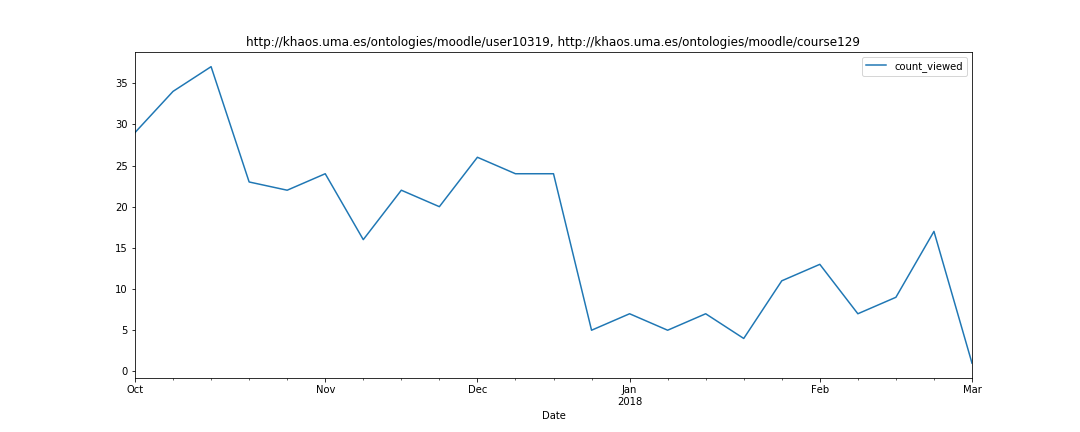 http://khaos.uma.es/ontologies/moodle/user10319, http://khaos.uma.es/ontologies/moodle/course129
count_viewed
35
30
25
20
15
10
5
0
Oct Nov Dec Jan Feb Mar
2018
Date